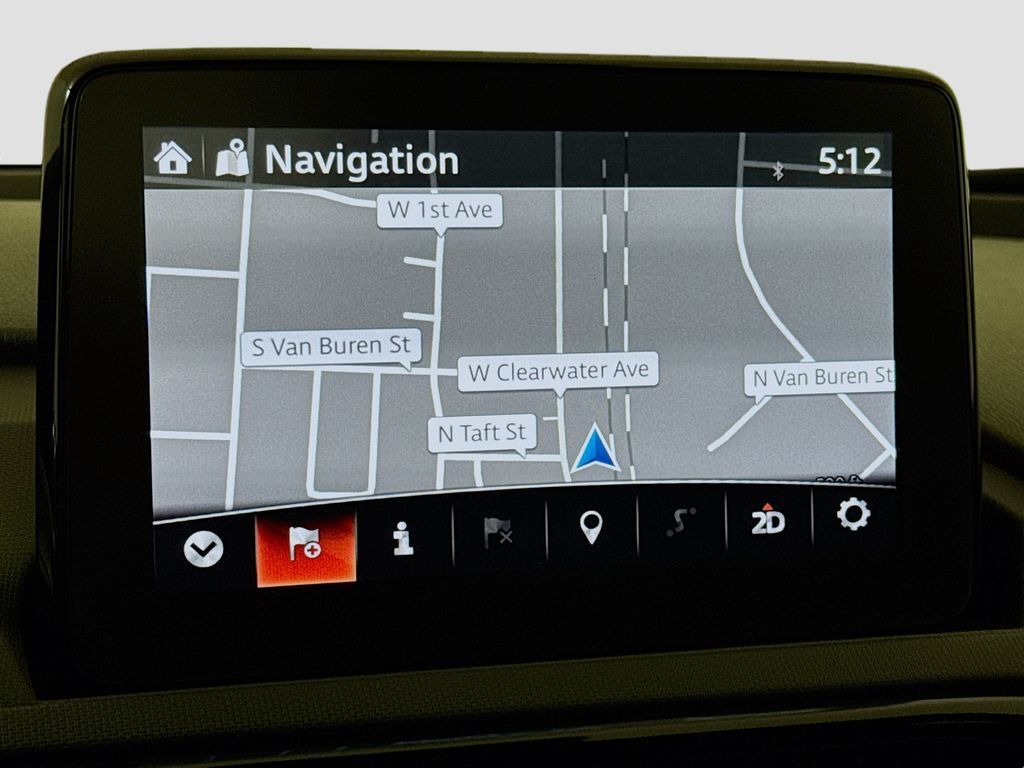 Navigation
5:12
W 1st Ave
S Van Buren St
W Clearwater Ave
N Van Buren St
N Taft St
2D